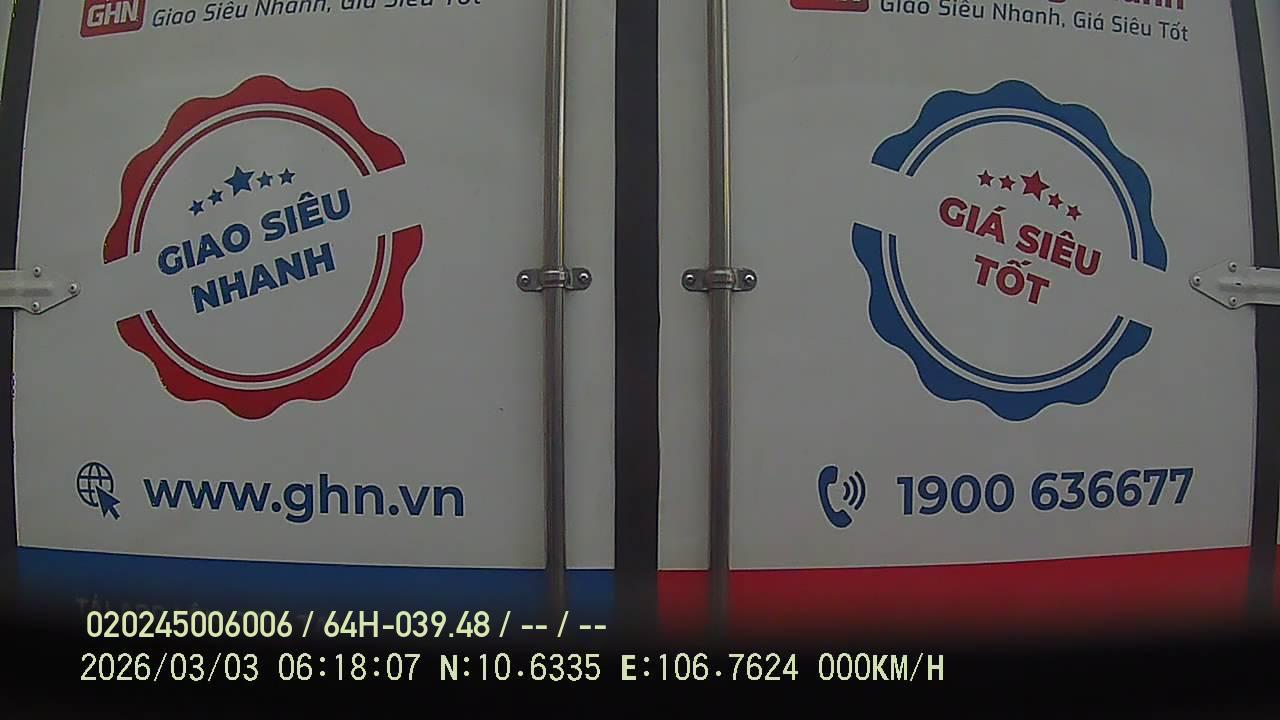 GHN Giao Siêu Nhanh, Giá Siêu Tốt
Giao Siêu Nhanh, Giá Siêu Tốt
GIAO SIÊU
NHANH
GIÁ SIÊU
TỐT
www.ghn.vn
1900 636677
020245006006 / 64H-039.48 / -- / --
2026/03/03 06:18:07 N:10.6335 E:106.7624 000KM/H